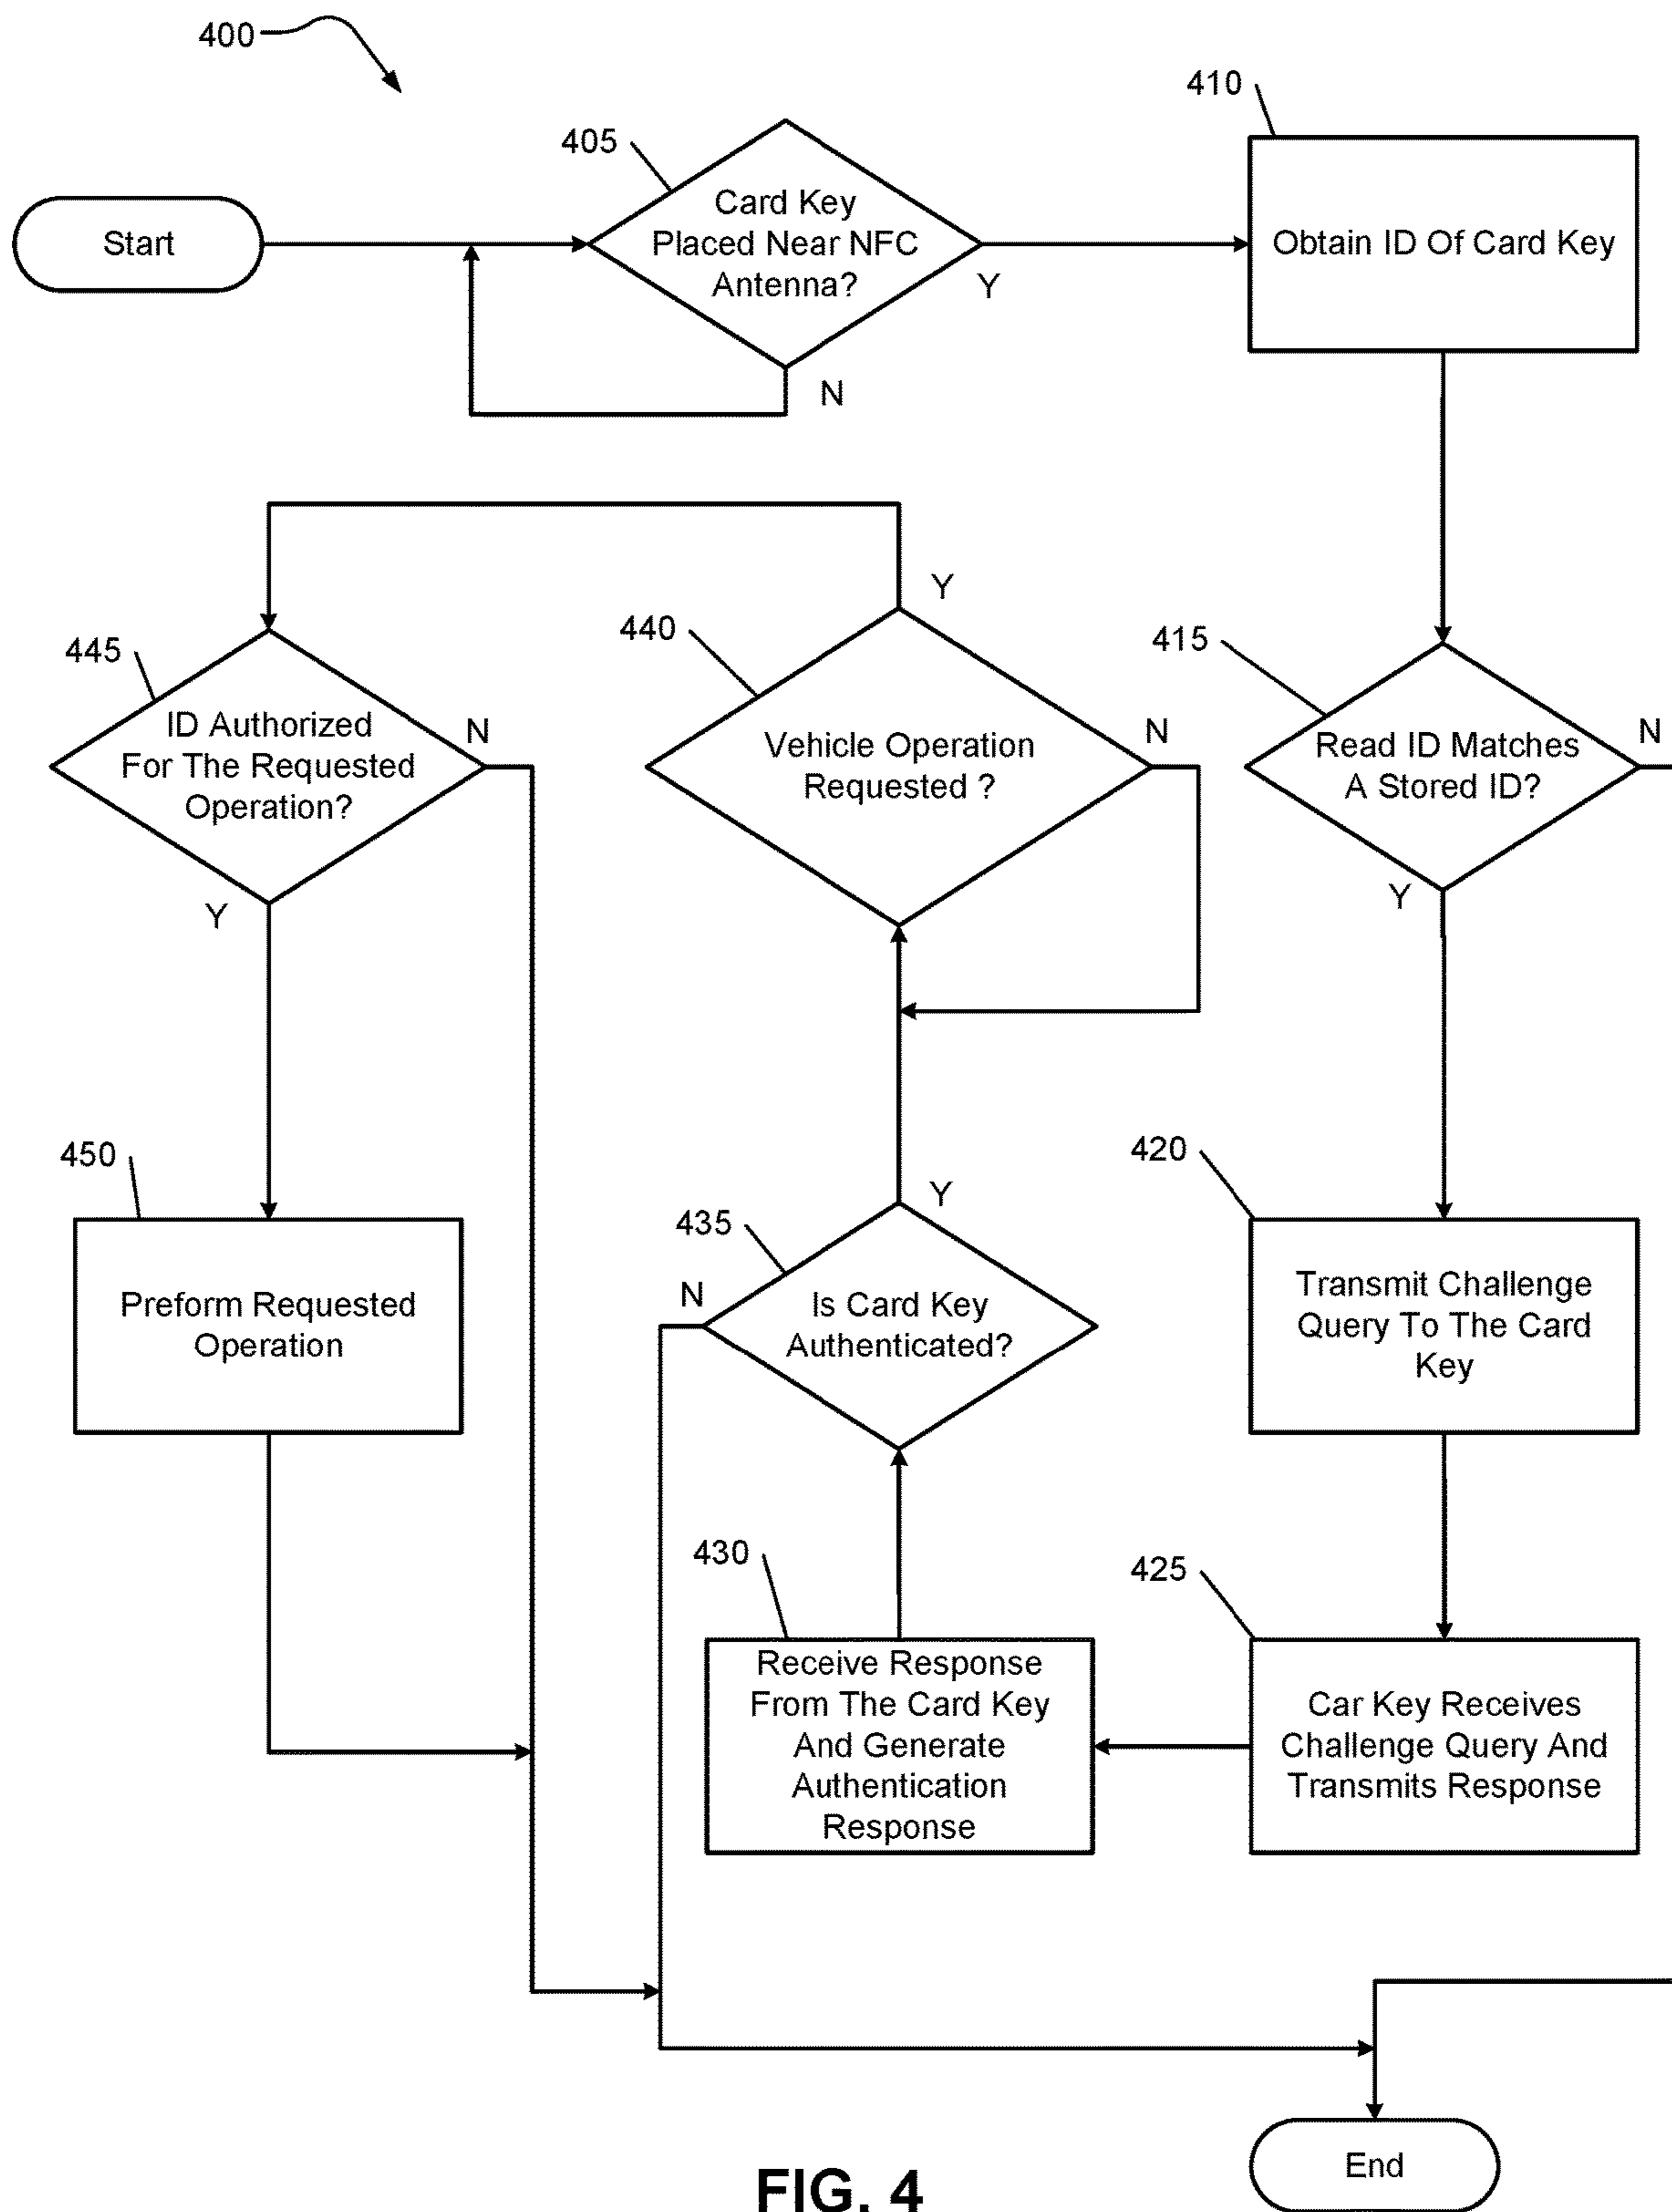 400
405
Card Key
Placed Near NFC
Antenna?
Y
N
Start
410
Obtain ID Of Card Key
415
Read ID Matches
A Stored ID?
N
Y
420
Transmit Challenge
Query To The Card
Key
425
Car Key Receives
Challenge Query And
Transmits Response
430
Receive Response
From The Card Key
And Generate
Authentication
Response
435
Is Card Key
Authenticated?
N
Y
440
Vehicle Operation
Requested ?
Y
N
445
ID Authorized
For The Requested
Operation?
N
Y
450
Preform Requested
Operation
End
FIG. 4